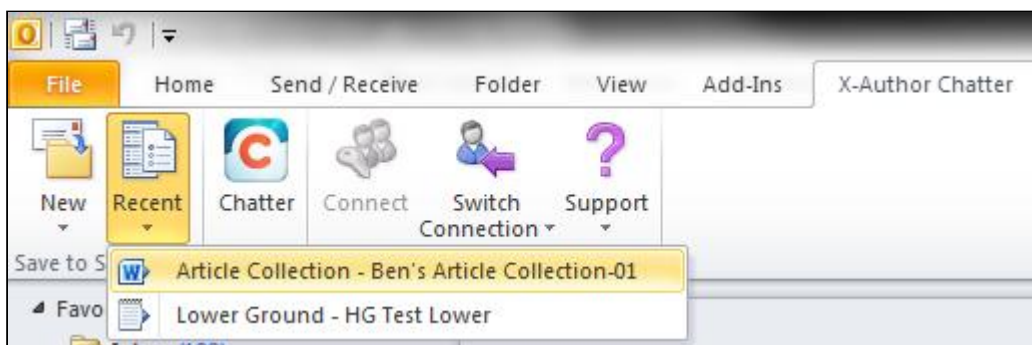 File Home Send / Receive Folder View Add-Ins X-Author Chatter
New Recent Chatter Connect Switch Connection Support
Save to S
Article Collection - Ben's Article Collection-01
Favo
Lower Ground - HG Test Lower